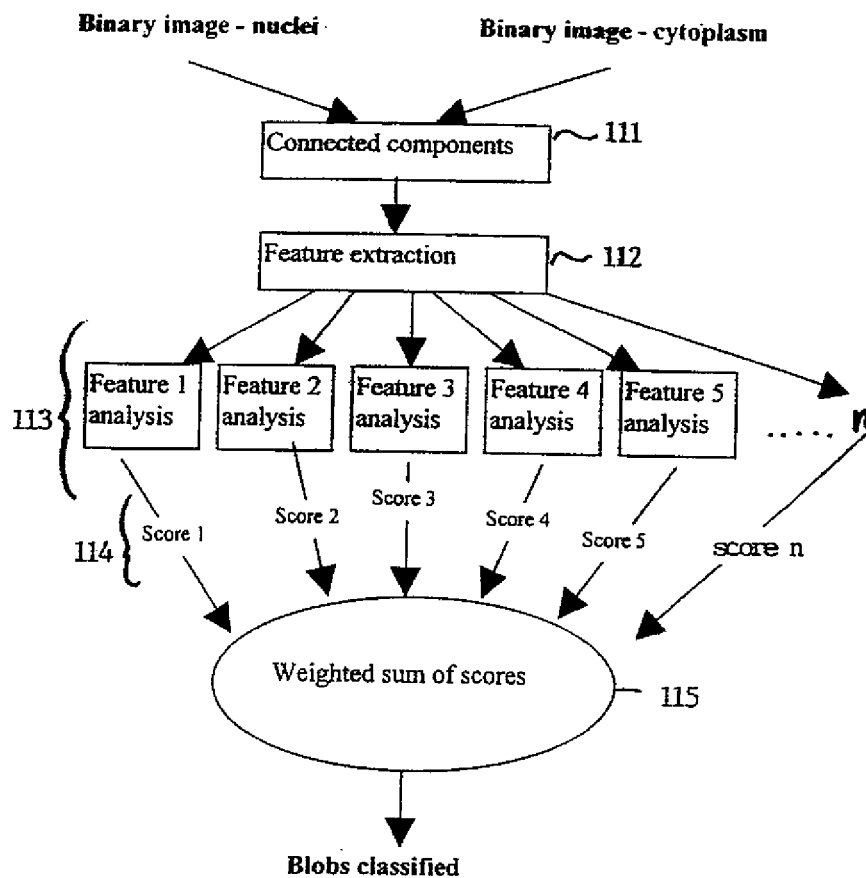 Binary image - nuclei
Binary image - cytoplasm
Connected components
111
Feature extraction
112
113
Feature 1
analysis
Feature 2
analysis
Feature 3
analysis
Feature 4
analysis
Feature 5
analysis
..... n
114
Score 1
Score 2
Score 3
Score 4
Score 5
score n
Weighted sum of scores
115
Blobs classified